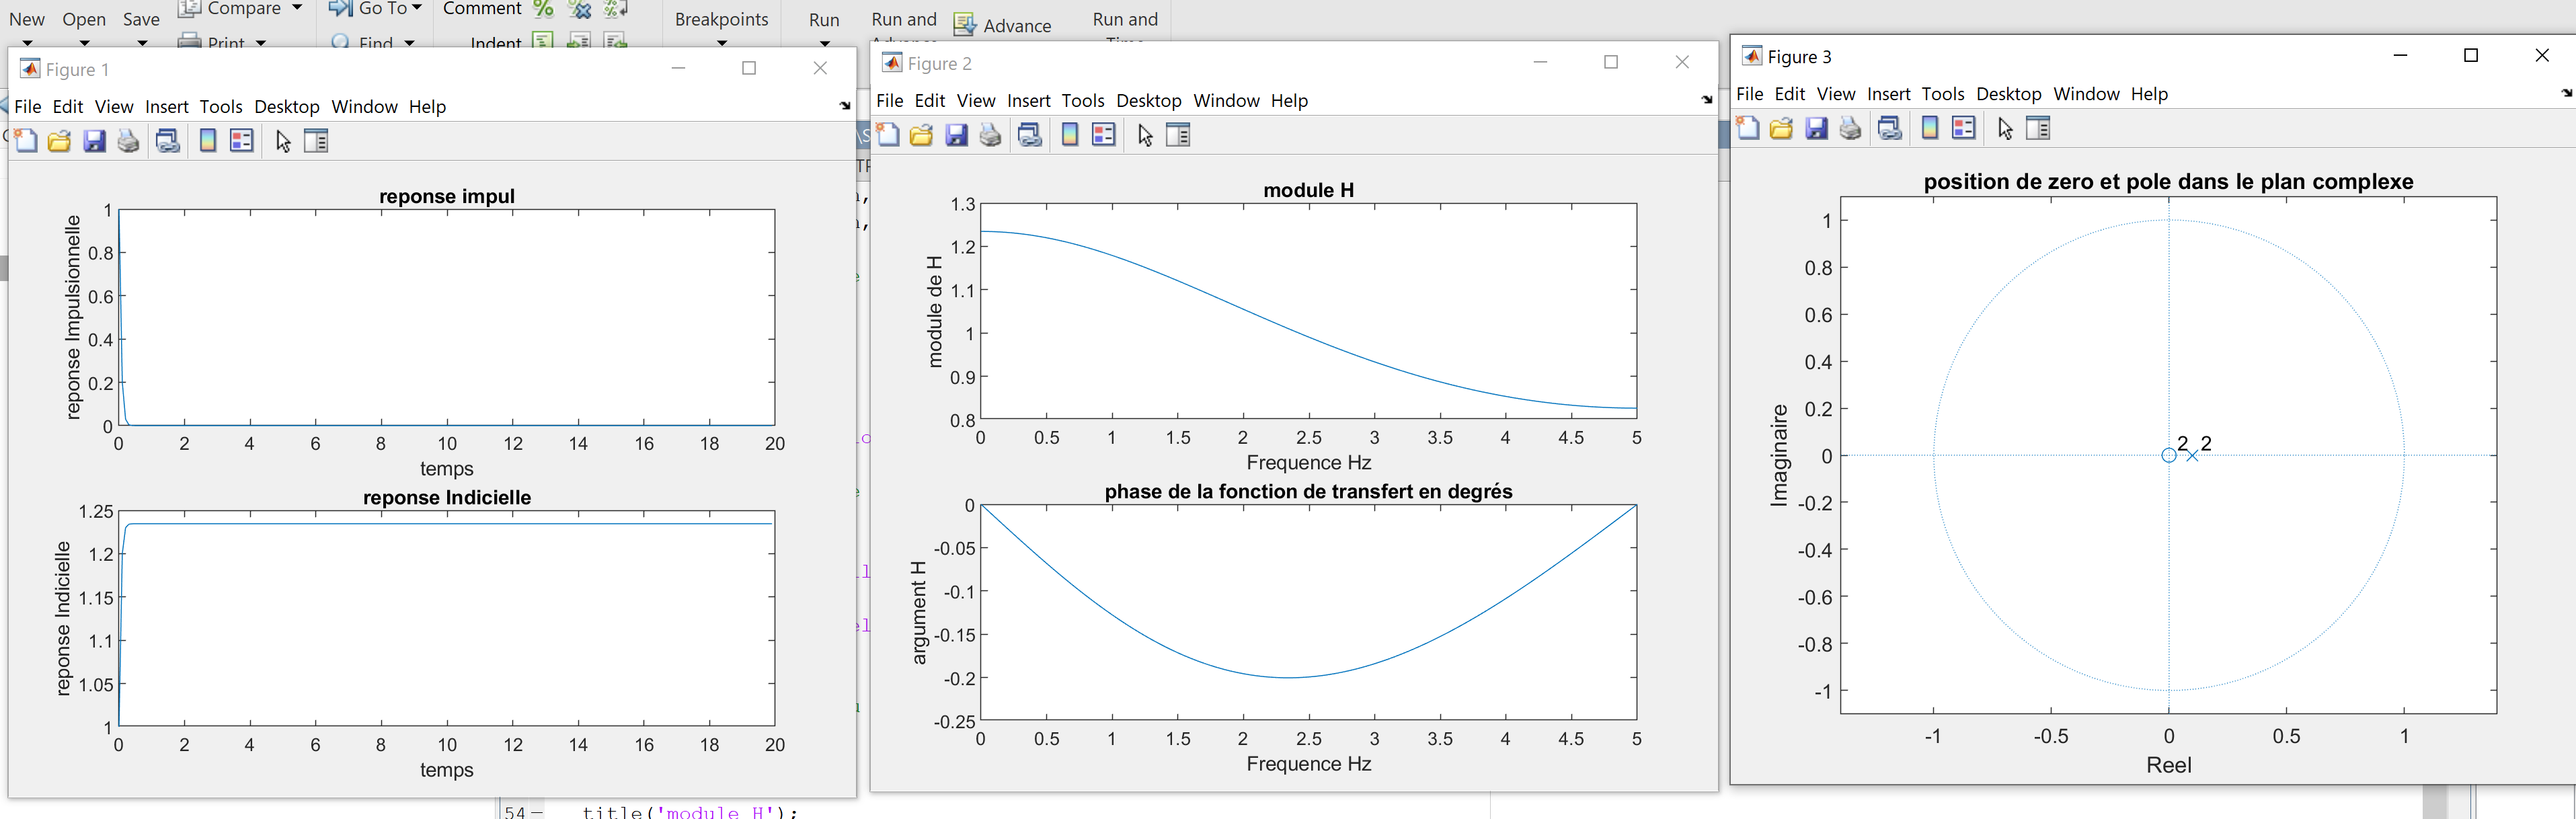 New Open Save Compare Print Go To Find Comment Indent Breakpoints Run Run and Advance Advance Run and Time
Figure 1
File Edit View Insert Tools Desktop Window Help
reponse impul
reponse Impulsionnelle
1
0.8
0.6
0.4
0.2
0
0 2 4 6 8 10 12 14 16 18 20
temps
reponse Indicielle
reponse Indicielle
1.25
1.2
1.15
1.1
1.05
1
0 2 4 6 8 10 12 14 16 18 20
temps
Figure 2
File Edit View Insert Tools Desktop Window Help
module H
module de H
1.3
1.2
1.1
1
0.9
0.8
0 0.5 1 1.5 2 2.5 3 3.5 4 4.5 5
Frequence Hz
phase de la fonction de transfert en degrés
argument H
0
-0.05
-0.1
-0.15
-0.2
-0.25
0 0.5 1 1.5 2 2.5 3 3.5 4 4.5 5
Frequence Hz
Figure 3
File Edit View Insert Tools Desktop Window Help
position de zero et pole dans le plan complexe
Imaginaire
1
0.8
0.6
0.4
0.2
0
-0.2
-0.4
-0.6
-0.8
-1
2 2
-1 -0.5 0 0.5 1
Reel
54 title('module H');